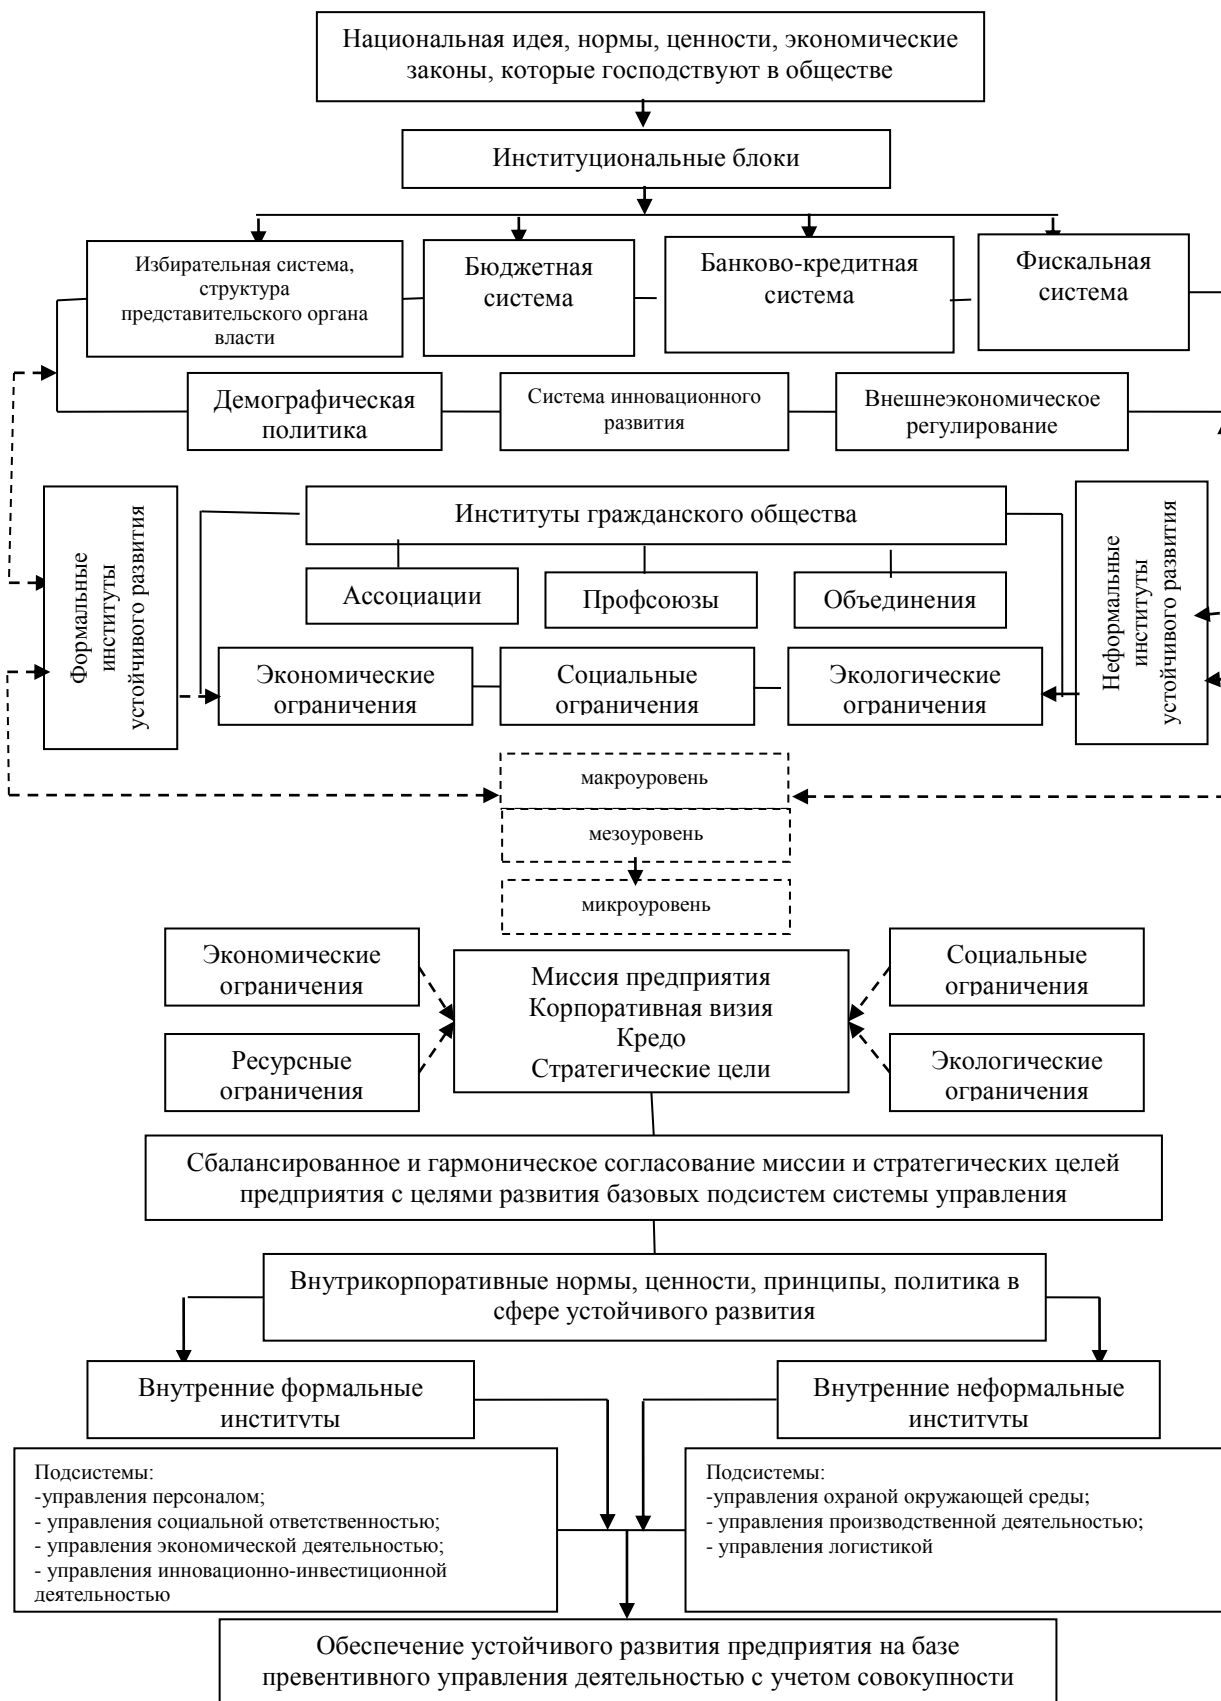 Национальная идея, нормы, ценности, экономические
законы, которые господствуют в обществе
Институциональные блоки
Избирательная система,
структура
представительского органа
власти
Бюджетная
система
Банково-кредитная
система
Фискальная
система
Демографическая
политика
Система инновационного
развития
Внешнеэкономическое
регулирование
Формальные
институты
устойчивого развития
Институты гражданского общества
Ассоциации
Профсоюзы
Объединения
Экономические
ограничения
Социальные
ограничения
Экологические
ограничения
Неформальные
институты
устойчивого развития
макроуровень
мезоуровень
микроуровень
Экономические
ограничения
Ресурсные
ограничения
Миссия предприятия
Корпоративная визия
Кредо
Стратегические цели
Социальные
ограничения
Экологические
ограничения
Сбалансированное и гармоническое согласование миссии и стратегических целей
предприятия с целями развития базовых подсистем системы управления
Внутрикорпоративные нормы, ценности, принципы, политика в
сфере устойчивого развития
Внутренние формальные
институты
Внутренние неформальные
институты
Подсистемы:
-управления персоналом;
- управления социальной ответственностью;
- управления экономической деятельностью;
- управления инновационно-инвестиционной
деятельностью
Подсистемы:
-управления охраной окружающей среды;
- управления производственной деятельностью;
- управления логистикой
Обеспечение устойчивого развития предприятия на базе
превентивного управления деятельностью с учетом совокупности